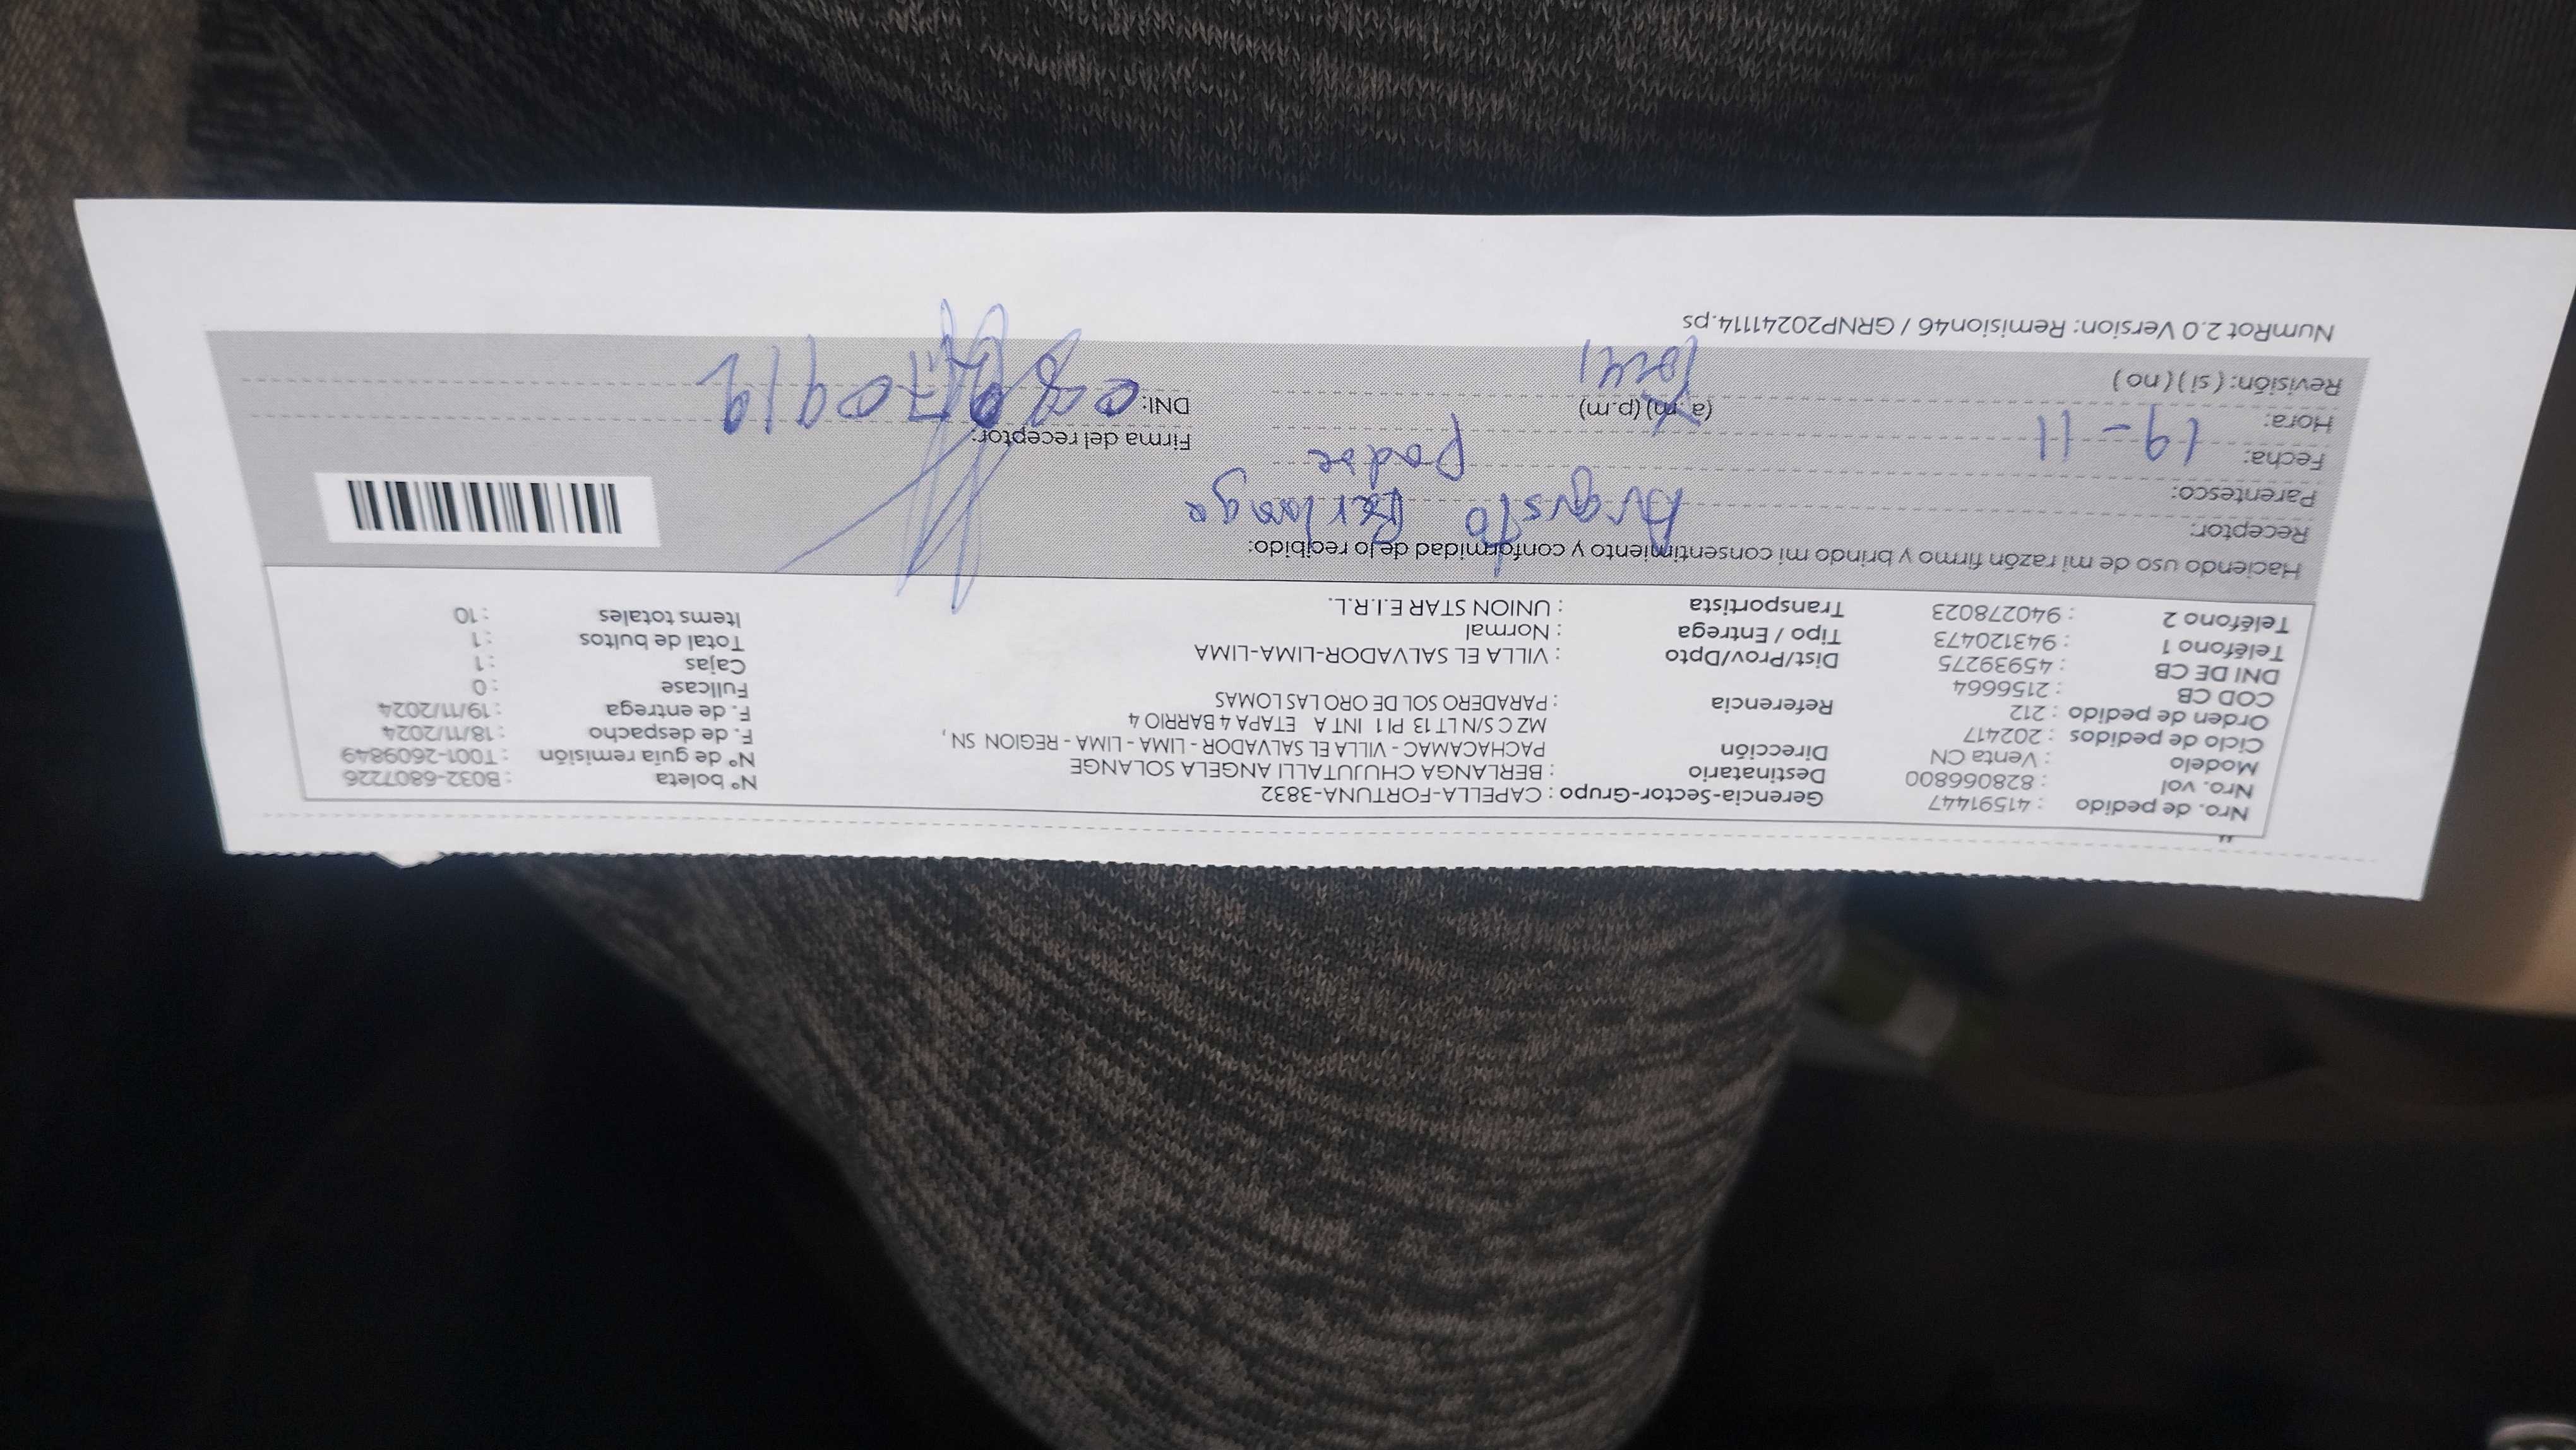 Nro. de pedido : 41591447 Gerencia-Sector-Grupo : CAPELLA-FORTUNA-3832 N° boleta : B032-6807226
Nro. vol : 828066800 Destinatario : BERLANGA CHUJUTALLI ANGELA SOLANGE N° de guía remisión : T001-2609849
Modelo : Venta CN Dirección PACHACAMAC - VILLA EL SALVADOR - LIMA - LIMA - REGION SN, F. de despacho : 18/11/2024
Ciclo de pedidos : 202417 MZ C S/N LT 13 PI1 INT A ETAPA 4 BARRIO 4 F. de entrega : 19/11/2024
Orden de pedido : 212 Referencia : PARADERO SOL DE ORO LAS LOMAS Fullcase : 0
COD CB : 2156664 Cajas : 1
DNI DE CB : 45939275 Dist/Prov/Dpto : VILLA EL SALVADOR-LIMA-LIMA Total de bultos : 1
Teléfono 1 : 943120473 Tipo / Entrega : Normal Items totales : 10
Teléfono 2 : 940278023 Transportista : UNION STAR E.I.R.L.
Haciendo uso de mi razón firmo y brindo mi consentimiento y conformidad de lo recibido:
Receptor: Augusto Berlanga
Parentesco: Padre
Fecha: 19-11 Firma del receptor:
Hora: (a.m) (p.m) DNI:
Revisión: ( si ) ( no )
NumRot 2.0 Version: Remision46 / GRNP20241114.ps